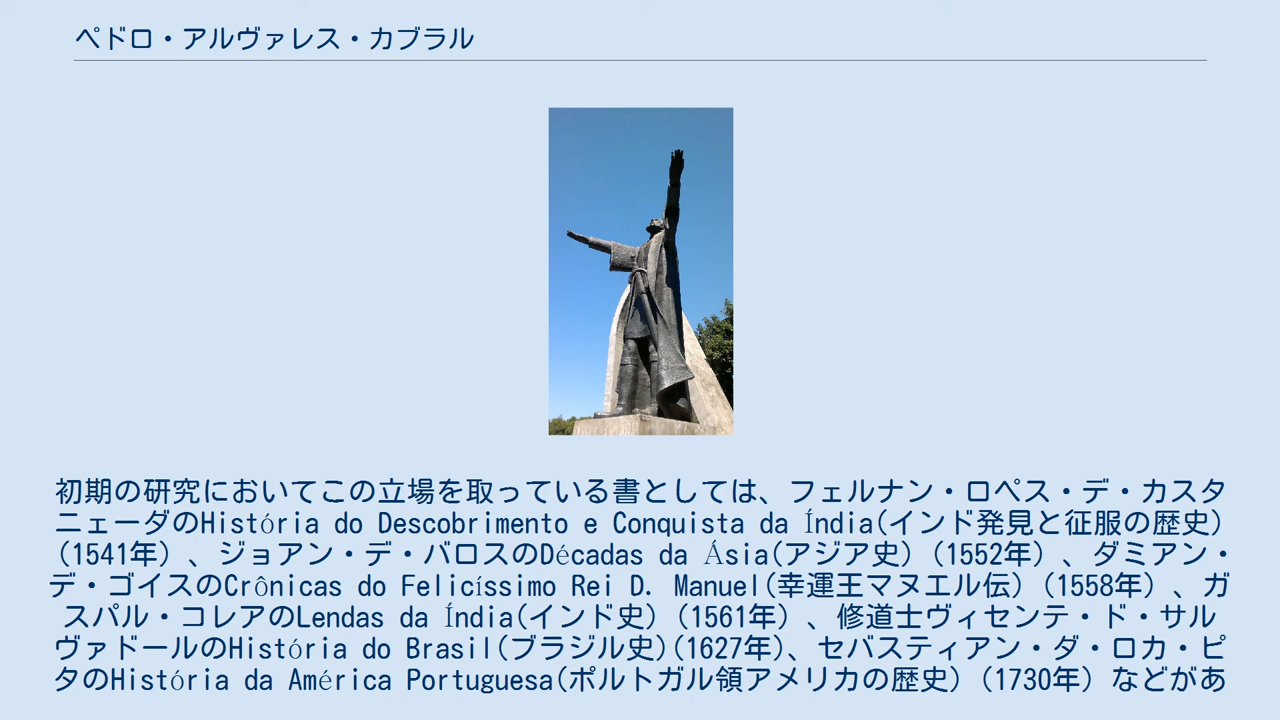 ペドロ・アルヴァレス・カブラル
初期の研究においてこの立場を取っている書としては、フェルナン・ロペス・デ・カスタ
ニェーダのHistória do Descobrimento e Conquista da Índia(インド発見と征服の歴史)
(1541年)、ジョアン・デ・バロスのDécadas da Ásia(アジア史)(1552年)、ダミアン・
デ・ゴイスのCrônicas do Felicíssimo Rei D. Manuel(幸運王マヌエル伝)(1558年)、ガ
スパル・コレアのLendas da Índia(インド史)(1561年)、修道士ヴィセンテ・ド・サル
ヴァドールのHistória do Brasil(ブラジル史)(1627年)、セバスティアン・ダ・ロカ・ピ
タのHistória da América Portuguesa(ポルトガル領アメリカの歴史)(1730年)などがあ